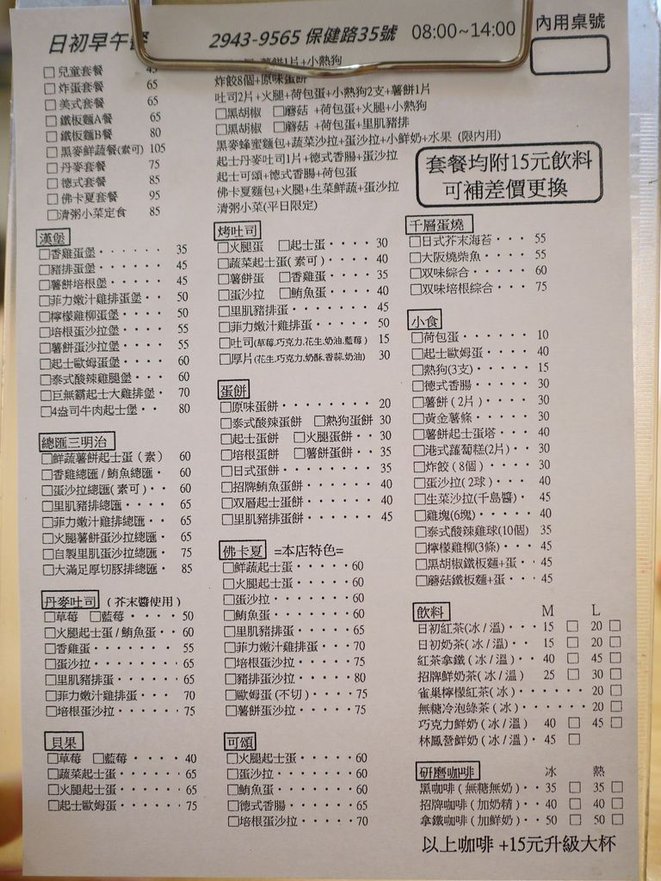 日初早午餐 2943-9565 保健路35號 08:00~14:00 內用桌號
□兒童套餐 45 薯餅1片+小熱狗
□炸蛋套餐 65 炸餃8個+原味蛋餅
□美式套餐 65 吐司2片+火腿+荷包蛋+小熱狗2支+薯餅1片
□鐵板麵A餐 65 □黑胡椒 □蘑菇 +荷包蛋+火腿+小熱狗
□鐵板麵B餐 80 □黑胡椒 □蘑菇 +荷包蛋+里肌豬排
□黑麥鮮蔬餐(素可) 105 黑麥蜂蜜麵包+蔬菜沙拉+蛋沙拉+小鮮奶+水果 (限內用)
□丹麥套餐 75 起士丹麥吐司1片+德式香腸+蛋沙拉
□德式套餐 85 起士可頌+德式香腸+荷包蛋
□佛卡夏套餐 95 佛卡夏麵包+火腿+生菜鮮蔬+蛋沙拉
□清粥小菜定食 85 清粥小菜(平日限定)
套餐均附15元飲料
可補差價更換
漢堡
□香雞蛋堡 35
□豬排蛋堡 45
□薯餅培根堡 45
□菲力嫩汁雞排蛋堡 50
□檸檬雞柳蛋堡 50
□培根蛋沙拉堡 55
□薯餅蛋沙拉堡 55
□起士歐姆蛋堡 60
□泰式酸辣雞腿堡 60
□巨無霸起士大雞排堡 70
□4盎司牛肉起士堡 80
總匯三明治
□鮮蔬薯餅起士蛋(素) 60
□香雞總匯/鮪魚總匯 60
□蛋沙拉總匯(素可) 60
□里肌豬排總匯 65
□菲力嫩汁雞排總匯 65
□火腿薯餅蛋沙拉總匯 65
□自製里肌蛋沙拉總匯 75
□大滿足厚切豚排總匯 85
丹麥吐司 (芥末醬使用)
□草莓 □藍莓 50
□火腿起士蛋/鮪魚蛋 60
□香雞蛋 55
□蛋沙拉 65
□里肌豬排蛋 65
□菲力嫩汁雞排蛋 70
□培根蛋沙拉 75
貝果
□草莓 □藍莓 40
□蔬菜起士蛋 65
□火腿起士蛋 65
□起士歐姆蛋 75
烤吐司
□火腿蛋 □起士蛋 30
□蔬菜起士蛋(素可) 40
□薯餅蛋 □香雞蛋 35
□蛋沙拉 □鮪魚蛋 40
□里肌豬排蛋 45
□菲力嫩汁雞排蛋 50
□吐司(草莓.巧克力.花生.奶油.藍莓) 15
□厚片(花生.巧克力.奶酥.香蒜.奶油) 30
蛋餅
□原味蛋餅 20
□泰式酸辣蛋餅 □熱狗蛋餅 30
□起士蛋餅 □火腿蛋餅 30
□培根蛋餅 □薯餅蛋餅 35
□日式蛋餅 35
□招牌鮪魚蛋餅 40
□双層起士蛋餅 40
□里肌豬排蛋餅 45
佛卡夏 =本店特色=
□鮮蔬起士蛋 60
□火腿起士蛋 60
□蛋沙拉 60
□鮪魚蛋 60
□里肌豬排蛋 65
□菲力嫩汁雞排蛋 70
□培根蛋沙拉 75
□豬排蛋沙拉 80
□歐姆蛋(不切) 75
□薯餅蛋沙拉 75
可頌
□火腿起士蛋 60
□蛋沙拉 60
□鮪魚蛋 60
□德式香腸 65
□培根蛋沙拉 70
千層蛋燒
□日式芥末海苔 55
□大阪燒柴魚 55
□双味綜合 60
□双味培根綜合 75
小食
□荷包蛋 10
□起士歐姆蛋 40
□熱狗(3支) 15
□德式香腸 30
□薯餅(2片) 30
□黃金薯條 30
□薯餅起士蛋塔 40
□港式蘿蔔糕(2片) 30
□炸餃(8個) 30
□蛋沙拉(2球) 40
□生菜沙拉(千島醬) 45
□雞塊(6塊) 40
□泰式酸辣雞球(10個) 35
□檸檬雞柳(3條) 45
□黑胡椒鐵板麵+蛋 45
□蘑菇鐵板麵+蛋 45
飲料 M L
日初紅茶(冰/溫) 15 □ 20 □
日初奶茶(冰/溫) 15 □ 20 □
紅茶拿鐵(冰/溫) 40 □ 45 □
招牌鮮奶茶(冰/溫) 25 □ 30 □
雀巢檸檬紅茶(冰) 20 □
無糖冷泡綠茶(冰) 20 □
巧克力鮮奶(冰/溫) 40 □ 45 □
林鳳營鮮奶(冰/溫) 45 □
研磨咖啡 冰 熱
黑咖啡(無糖無奶) 35 □ 35 □
招牌咖啡(加奶精) 40 □ 40 □
拿鐵咖啡(加鮮奶) 50 □ 50 □
以上咖啡 +15元升級大杯